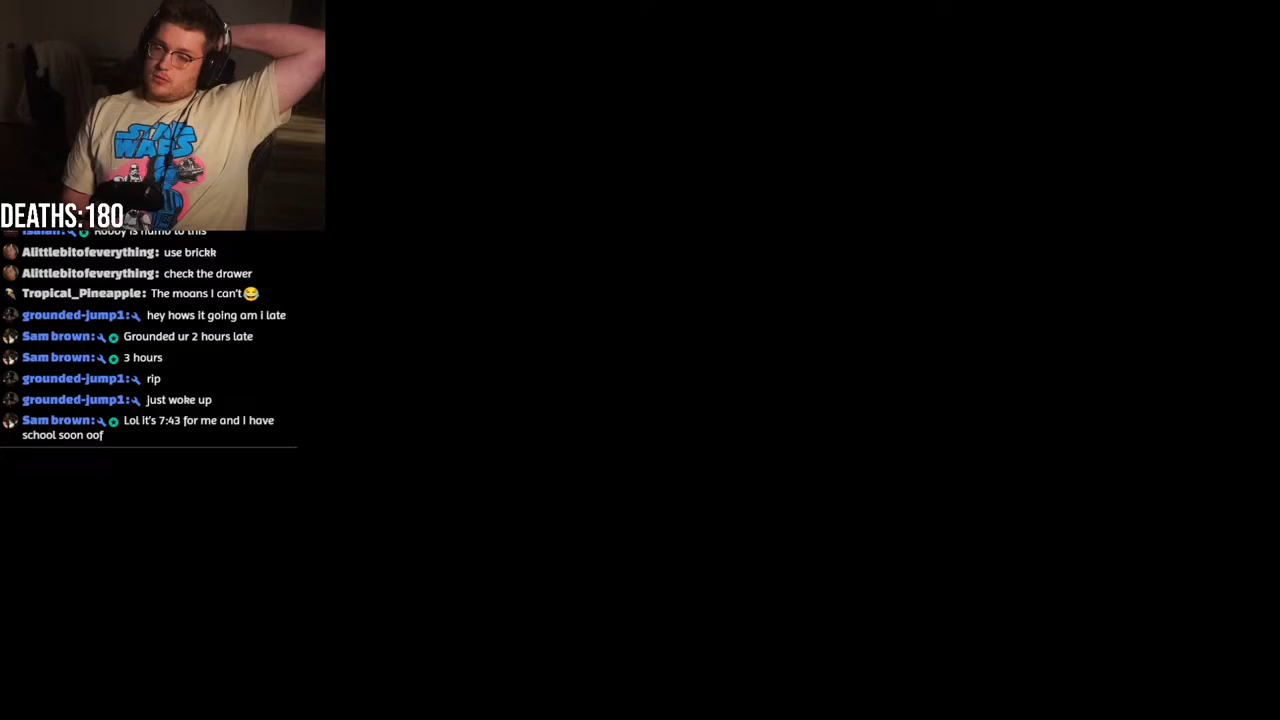 STAR
WARS
DEATHS:180
Alittlebitofeverything: use brickk
Alittlebitofeverything: check the drawer
Tropical_Pineapple: The moans I can't😂
grounded-jump1: hey hows it going am i late
Sam brown: Grounded ur 2 hours late
Sam brown: 3 hours
grounded-jump1: rip
grounded-jump1: just woke up
Sam brown: Lol it's 7:43 for me and I have
school soon oof